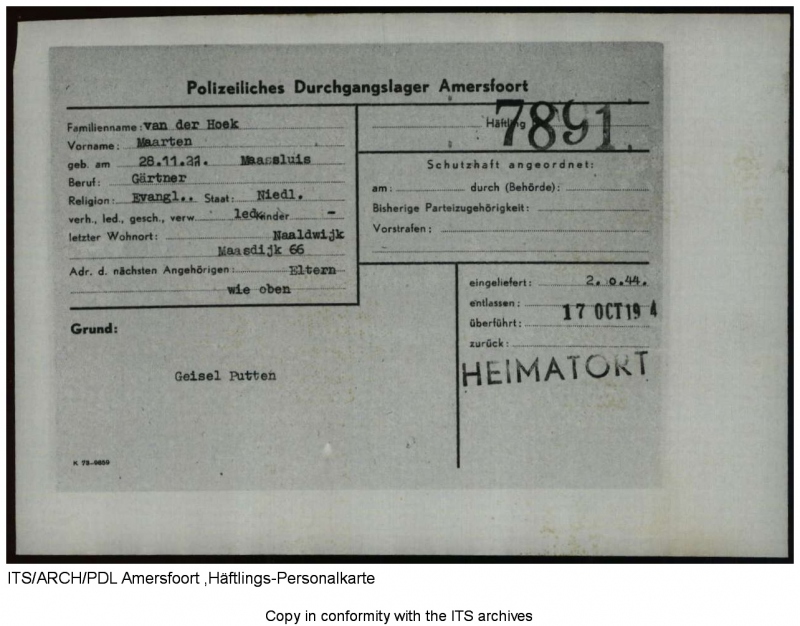 Polizeiliches Durchgangslager Amersfoort
Familienname: van der Hoek
Vorname: Maarten
geb. am 28.11.22. Maassluis
Beruf: Gärtner
Religion: Evangl.. Staat: Niedl.
verh., led., gesch., verw. led. Kinder -
letzter Wohnort: Naaldwijk
Maasdijk 66
Adr. d. nächsten Angehörigen: Eltern
wie oben
Häftling 7891
Schutzhaft angeordnet:
am: durch (Behörde):
Bisherige Parteizugehörigkeit:
Vorstrafen:
Grund:
Geisel Putten
eingeliefert: 2. .44.
entlassen:
überführt: 17 OCT 19 4
zurück:
HEIMATORT
K 73-6859
ITS/ARCH/PDL Amersfoort ,Häftlings-Personalkarte
Copy in conformity with the ITS archives